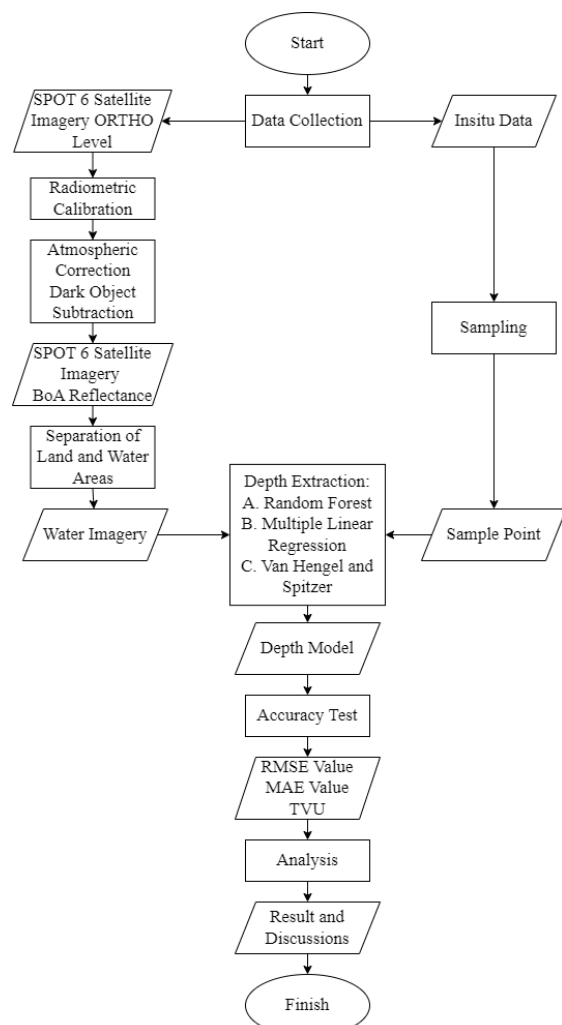 Start
SPOT 6 Satellite
Imagery ORTHO
Level
Data Collection
Insitu Data
Radiometric
Calibration
Atmospheric
Correction
Dark Object
Subtraction
Sampling
SPOT 6 Satellite
Imagery
BoA Reflectance
Separation of
Land and Water
Areas
Water Imagery
Depth Extraction:
A. Random Forest
B. Multiple Linear
Regression
C. Van Hengel and
Spitzer
Sample Point
Depth Model
Accuracy Test
RMSE Value
MAE Value
TVU
Analysis
Result and
Discussions
Finish